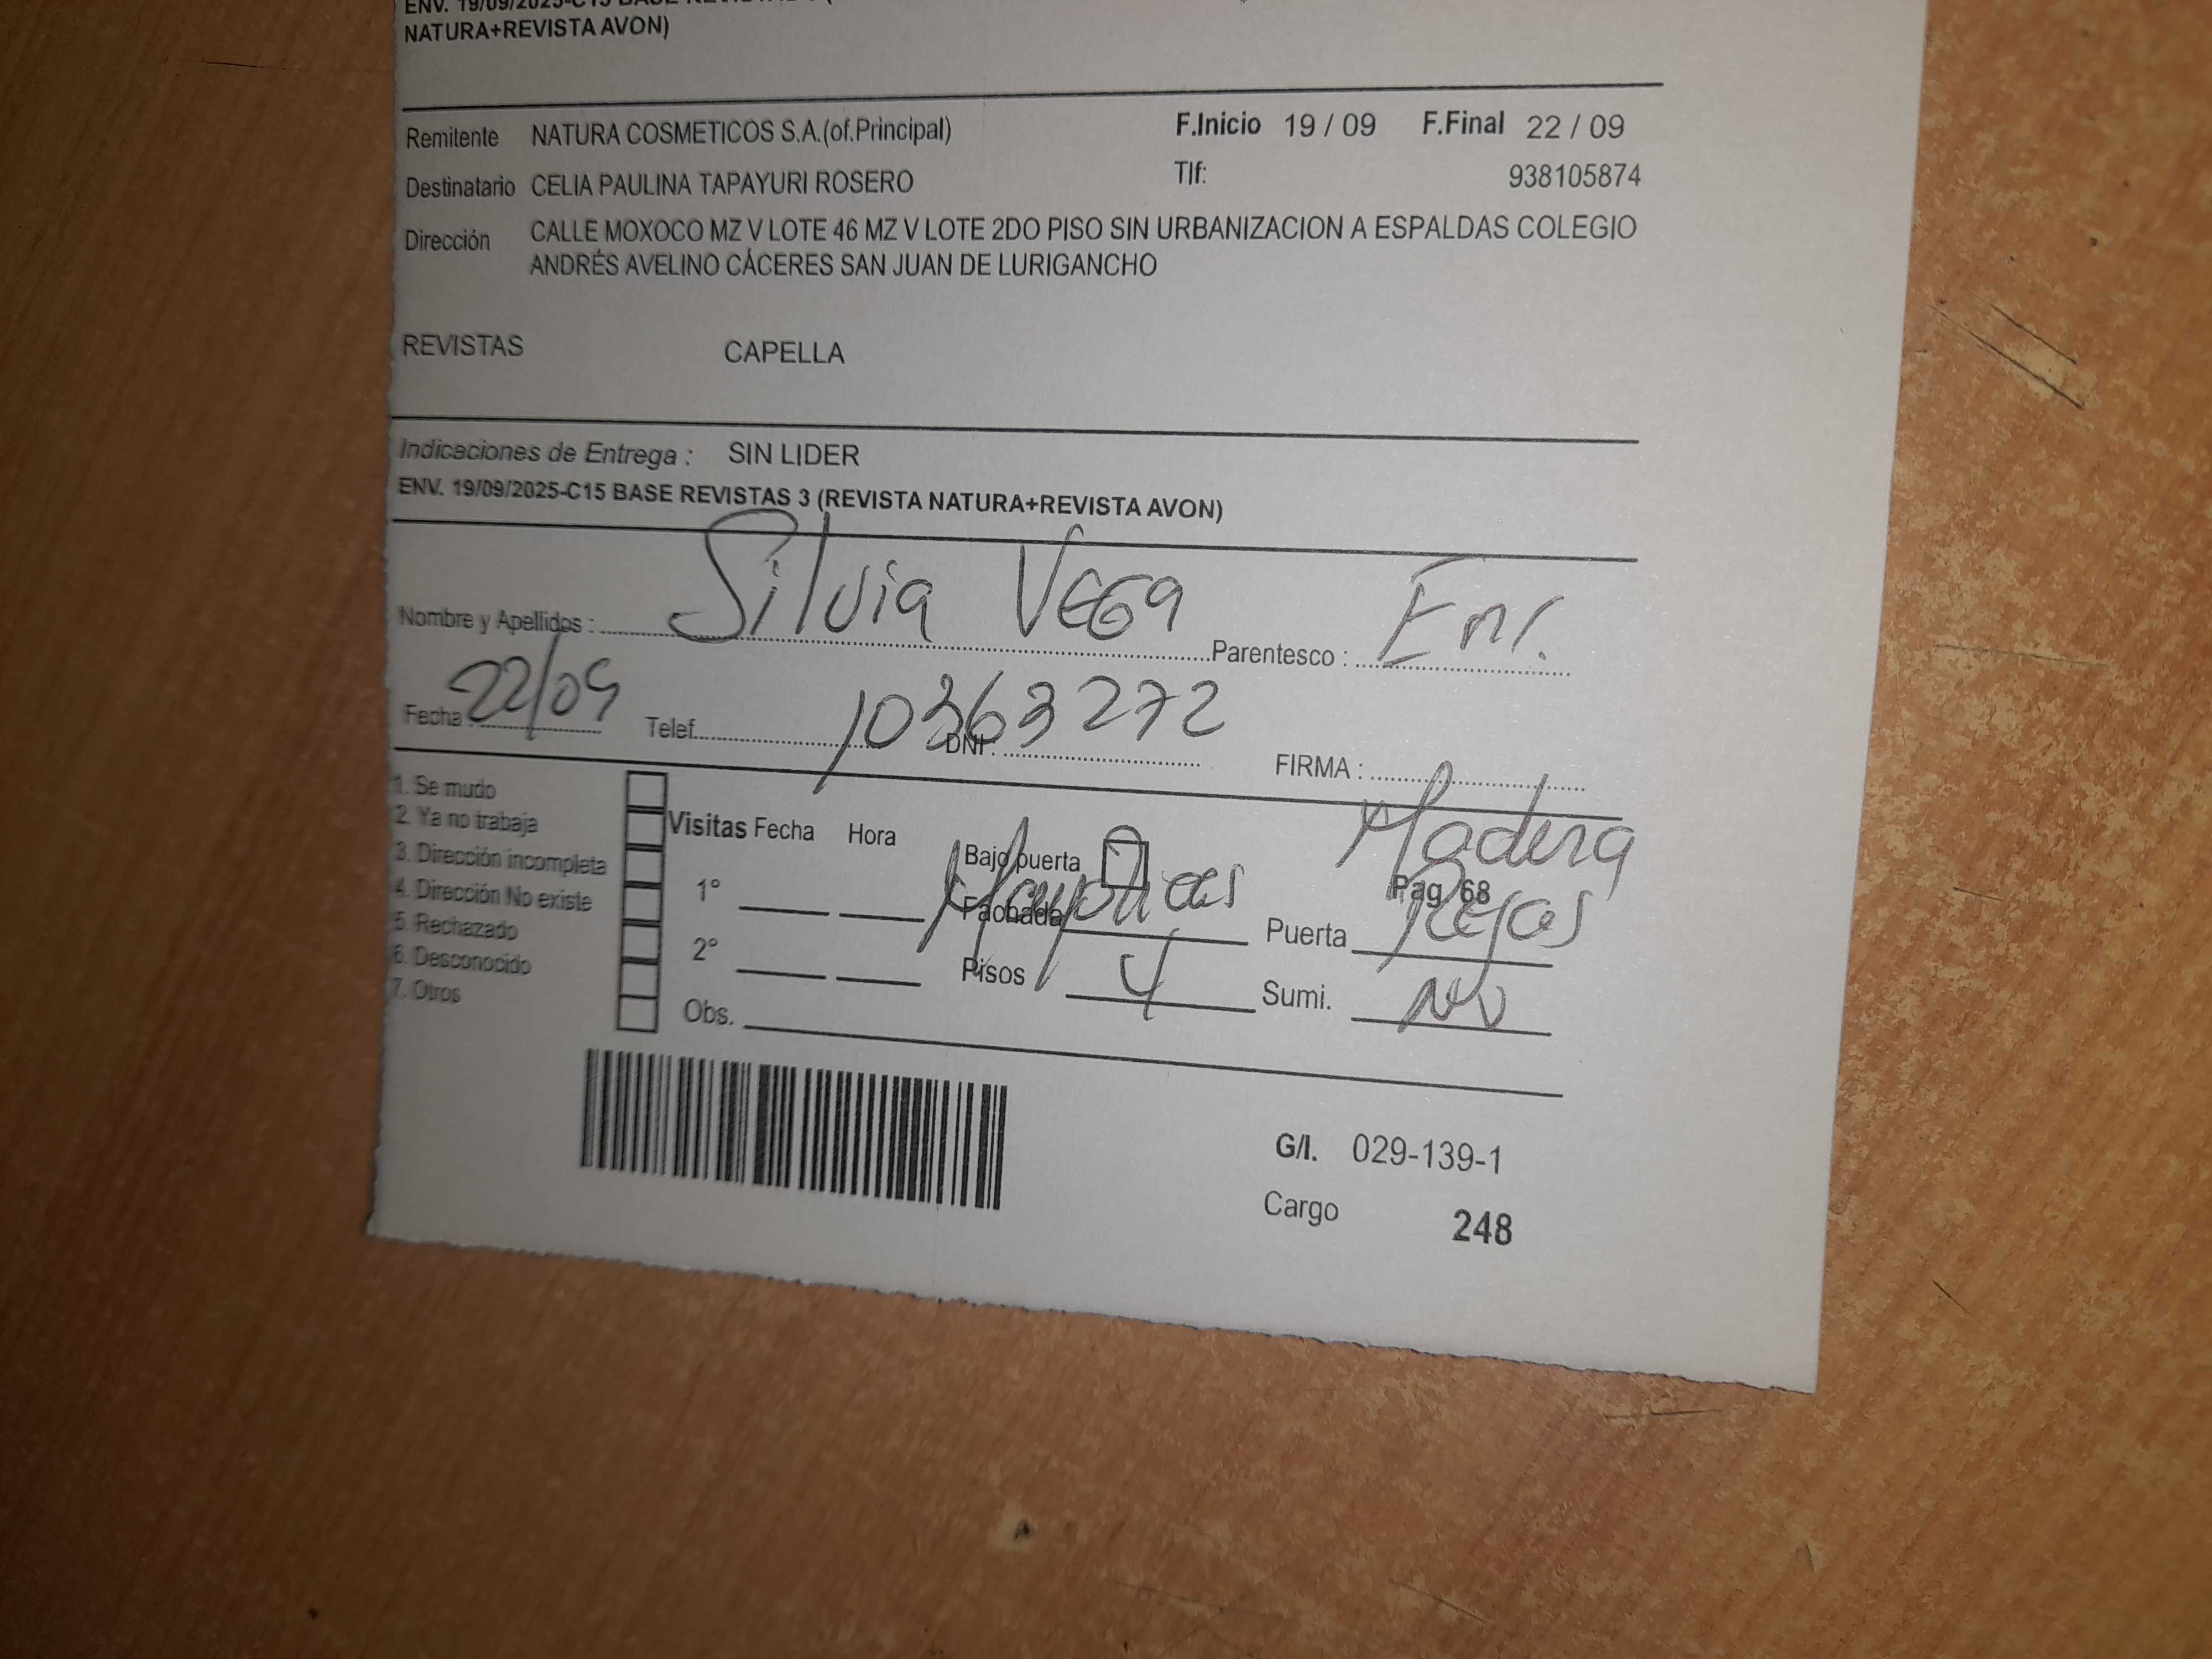 NATURA+REVISTA AVON)
Remitente NATURA COSMETICOS S.A.(of.Principal) F.Inicio 19 / 09 F.Final 22 / 09
Destinatario CELIA PAULINA TAPAYURI ROSERO Tlf: 938105874
Dirección CALLE MOXOCO MZ V LOTE 46 MZ V LOTE 2DO PISO SIN URBANIZACION A ESPALDAS COLEGIO
ANDRÉS AVELINO CÁCERES SAN JUAN DE LURIGANCHO
REVISTAS CAPELLA
Indicaciones de Entrega : SIN LIDER
ENV. 19/09/2025-C15 BASE REVISTAS 3 (REVISTA NATURA+REVISTA AVON)
Nombre y Apellidos : Silvia VEGA Parentesco :
Fecha : 22/09 Telef. DNI : 10363272 FIRMA :
1. Se mudo
2. Ya no trabaja
3. Dirección incompleta
4. Dirección No existe
5. Rechazado
6. Desconocido
7. Otros
Visitas Fecha Hora Bajo puerta Madera
Pag. 68
1° Fachada Mayolicas Puerta Rejas
2° Pisos 4 Sumi.
Obs.
G/I. 029-139-1
Cargo 248